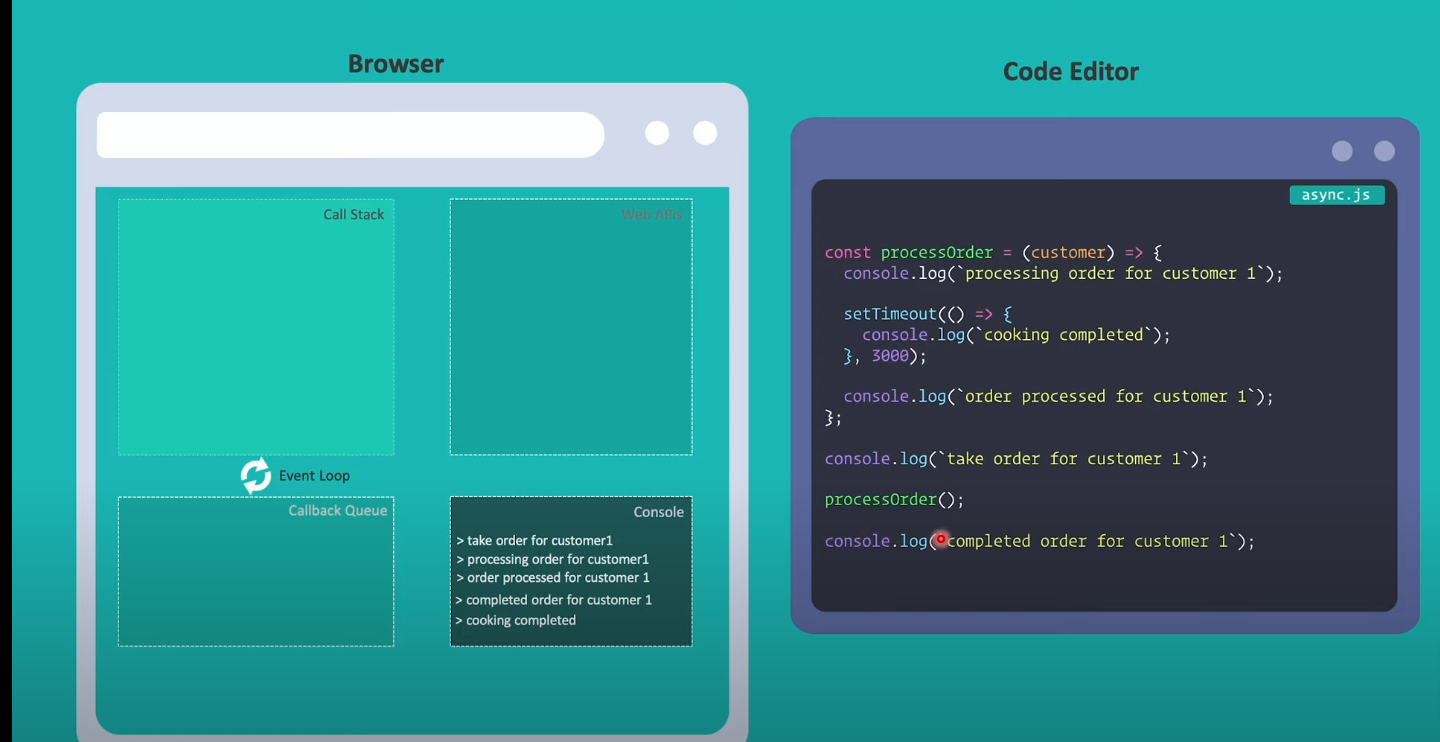 Browser
Code Editor
Call Stack
Web APIs
Event Loop
Callback Queue
Console
> take order for customer1
> processing order for customer1
> order processed for customer 1
> completed order for customer 1
> cooking completed
async.js
const processOrder = (customer) => {
  console.log(`processing order for customer 1`);
  setTimeout(() => {
    console.log(`cooking completed`);
  }, 3000);
  console.log(`order processed for customer 1`);
};
console.log(`take order for customer 1`);
processOrder();
console.log(`completed order for customer 1`);